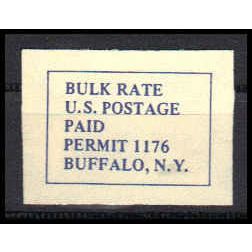 BULK RATE
U.S. POSTAGE
PAID
PERMIT 1176
BUFFALO, N.Y.